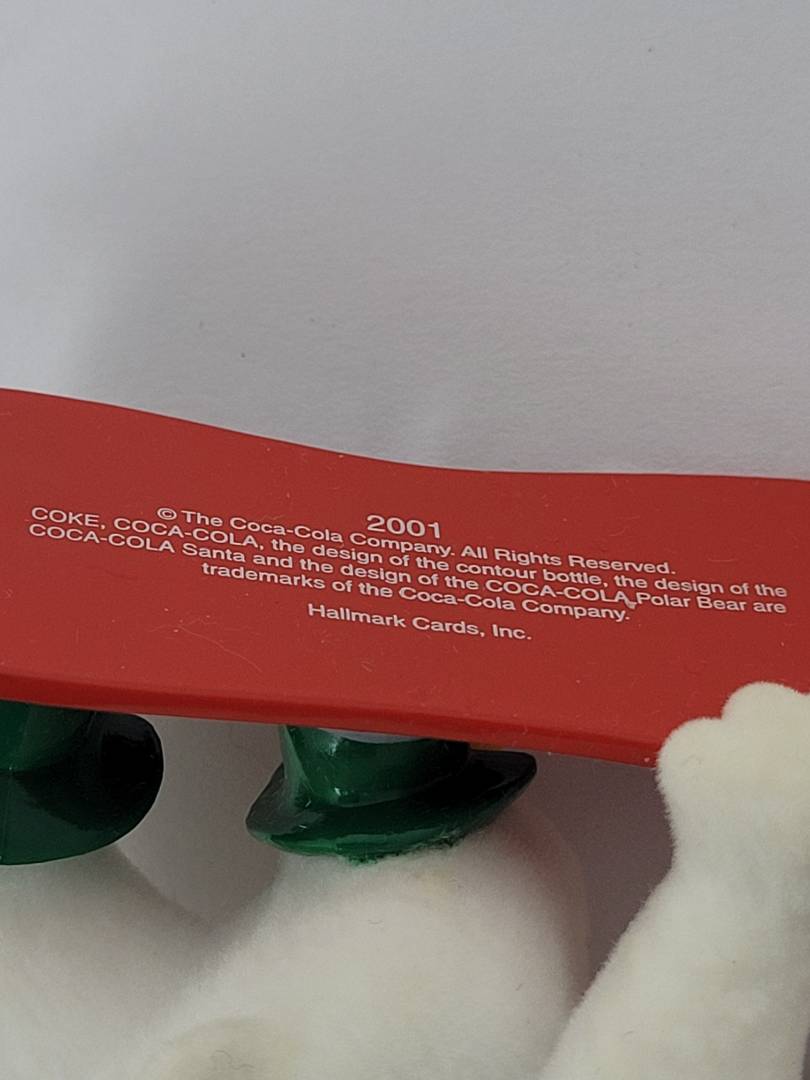 2001
© The Coca-Cola Company. All Rights Reserved.
COKE, COCA-COLA, the design of the contour bottle, the design of the
COCA-COLA Santa and the design of the COCA-COLA Polar Bear are
trademarks of the Coca-Cola Company.
Hallmark Cards, Inc.